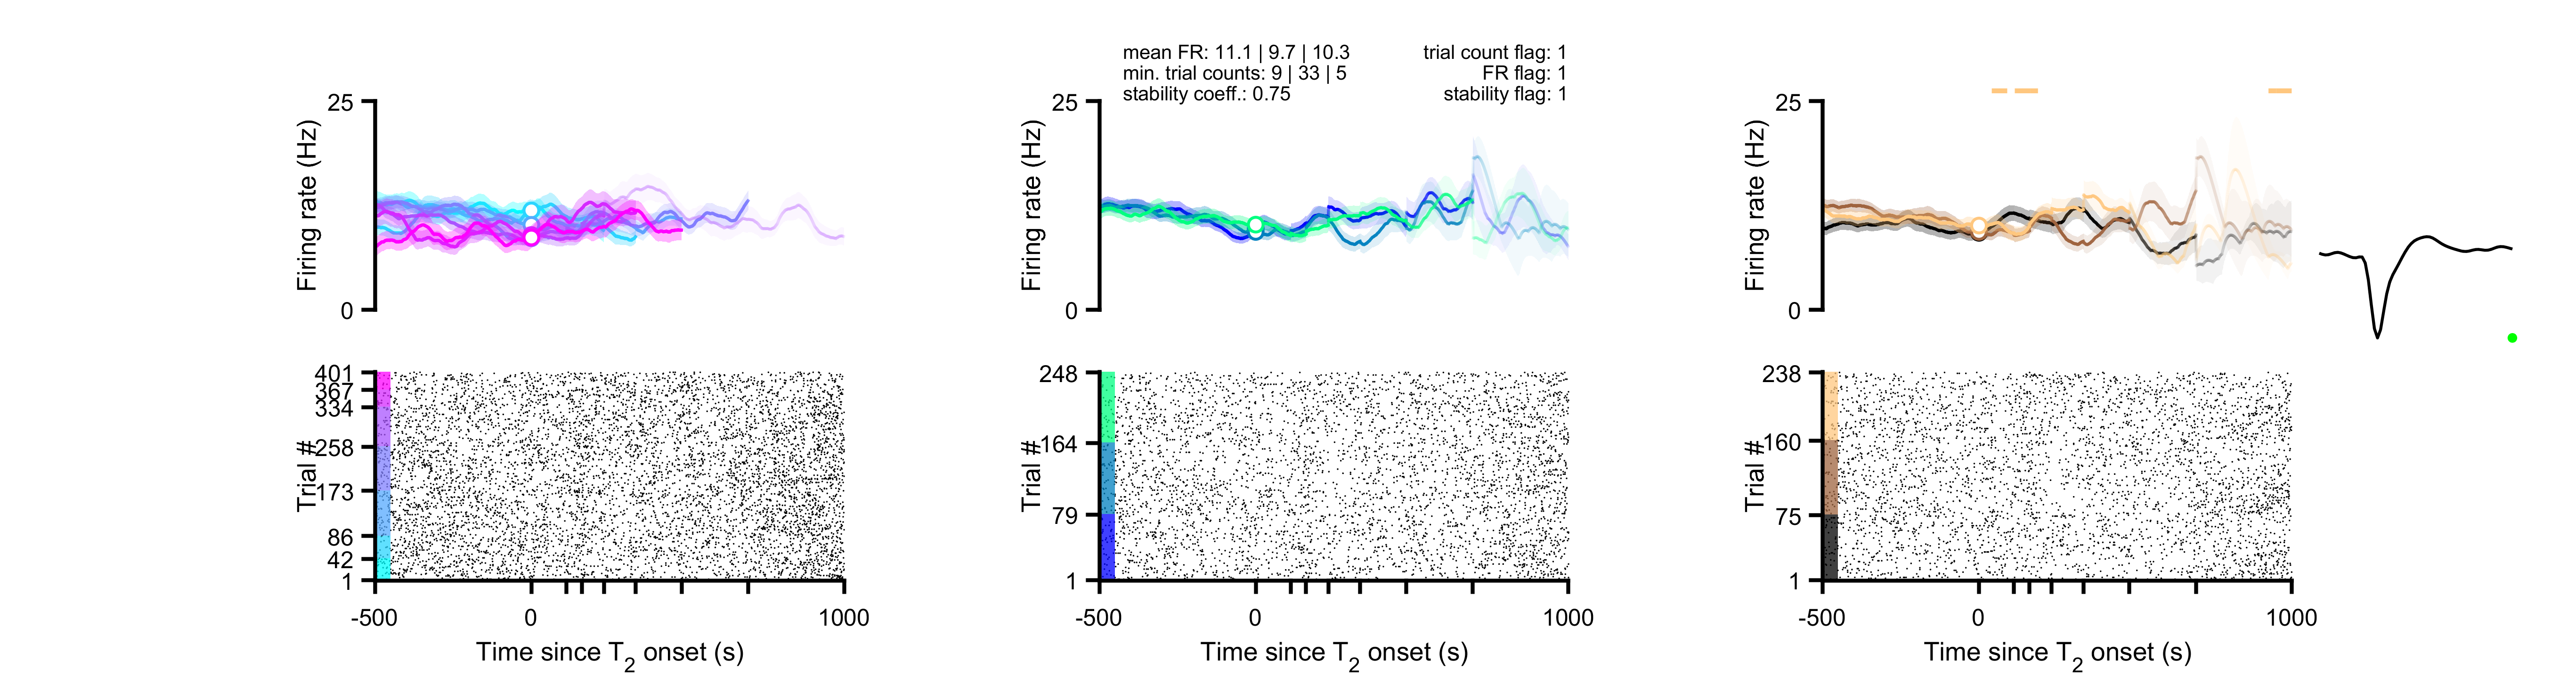 mean FR: 11.1 | 9.7 | 10.3
min. trial counts: 9 | 33 | 5
stability coeff.: 0.75
trial count flag: 1
FR flag: 1
stability flag: 1
25
Firing rate (Hz)
0
25
Firing rate (Hz)
0
25
Firing rate (Hz)
0
401
367
334
258
173
86
42
1
Trial #
-500
0
1000
Time since T2 onset (s)
248
164
79
1
Trial #
-500
0
1000
Time since T2 onset (s)
238
160
75
1
Trial #
-500
0
1000
Time since T2 onset (s)